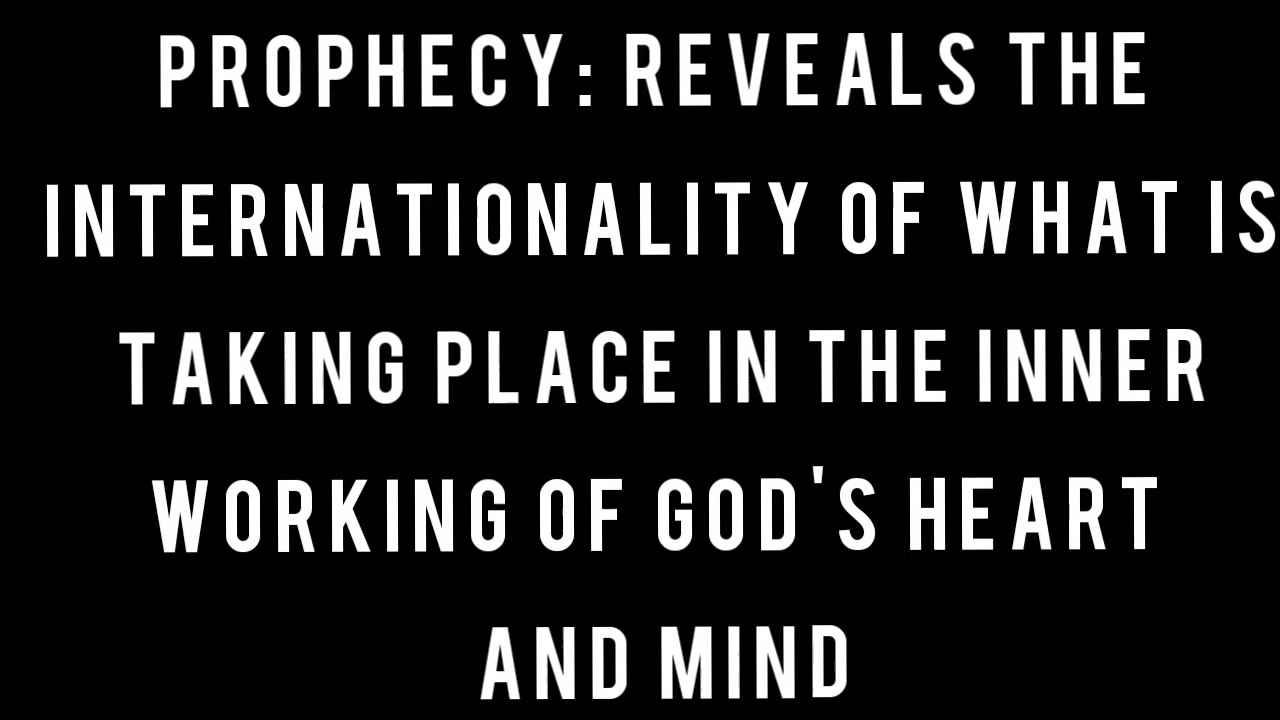 PROPHECY: REVEALS THE
INTERNATIONALITY OF WHAT IS
TAKING PLACE IN THE INNER
WORKING OF GOD'S HEART
AND MIND